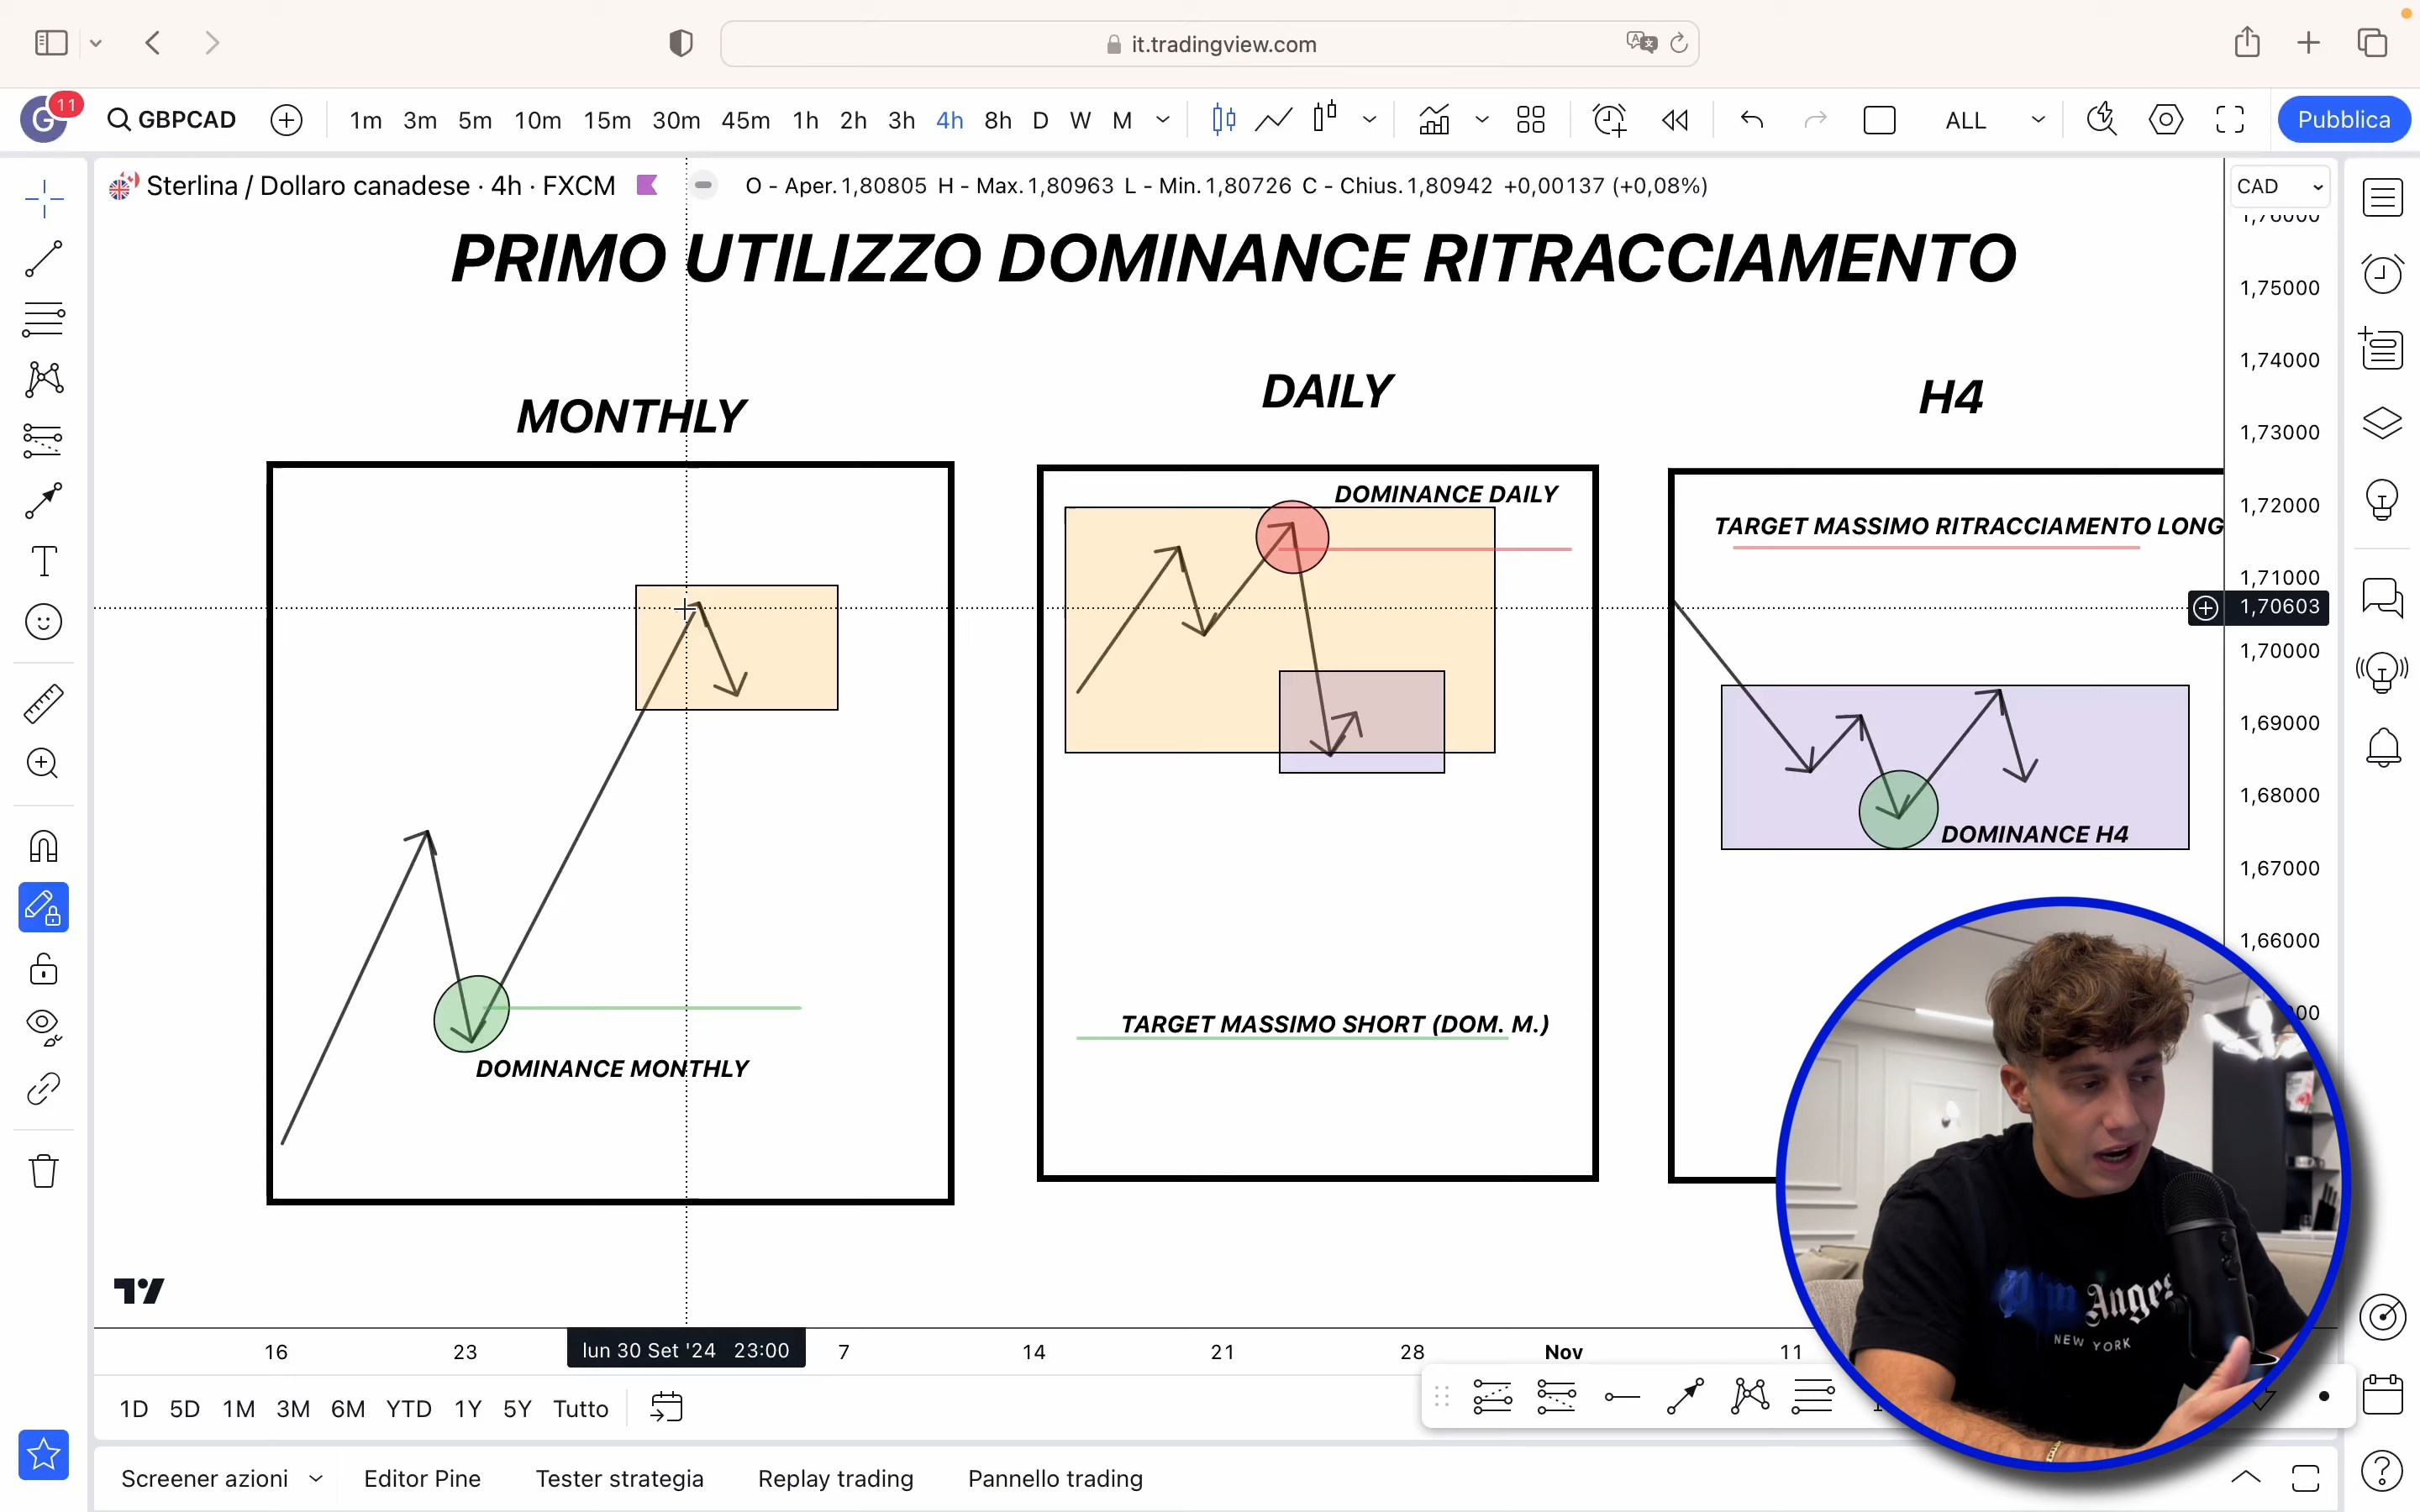 it.tradingview.com
G 11 GBPCAD 1m 3m 5m 10m 15m 30m 45m 1h 2h 3h 4h 8h D W M ALL Pubblica
Sterlina / Dollaro canadese · 4h · FXCM O - Aper.1,80805 H - Max.1,80963 L - Min.1,80726 C - Chius.1,80942 +0,00137 (+0,08%)
CAD
1,76000
PRIMO UTILIZZO DOMINANCE RITRACCIAMENTO
1,75000
1,74000
MONTHLY
DAILY
H4
1,73000
DOMINANCE DAILY
1,72000
TARGET MASSIMO RITRACCIAMENTO LONG
1,71000
1,70603
1,70000
1,69000
1,68000
DOMINANCE H4
1,67000
1,66000
TARGET MASSIMO SHORT (DOM. M.)
DOMINANCE MONTHLY
Angel
NEW YORK
16 23 lun 30 Set '24 23:00 7 14 21 28 Nov 11
1D 5D 1M 3M 6M YTD 1Y 5Y Tutto
Screener azioni Editor Pine Tester strategia Replay trading Pannello trading